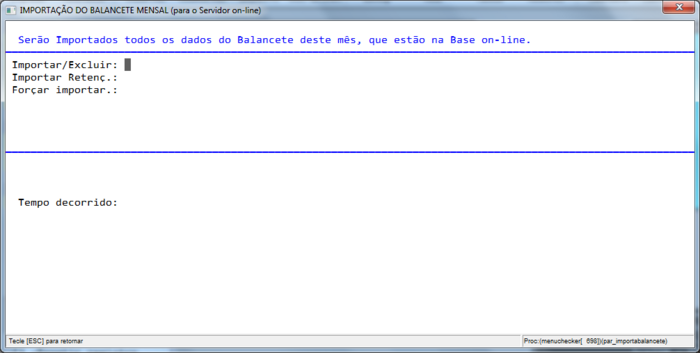 IMPORTAÇÃO DO BALANCETE MENSAL (para o Servidor on-line)
Serão Importados todos os dados do Balancete deste mês, que estão na Base on-line.
Importar/Excluir:
Importar Retenç.:
Forçar importar.:
Tempo decorrido:
Tecle [ESC] para retornar
Proc:(menuchecker[ 698])(par_importabalancete)